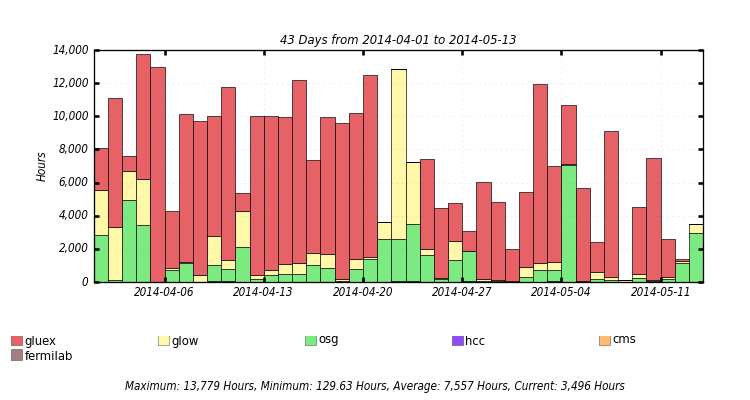 43 Days from 2014-04-01 to 2014-05-13
14,000
12,000
10,000
8,000
6,000
4,000
2,000
0
Hours
2014-04-06 2014-04-13 2014-04-20 2014-04-27 2014-05-04 2014-05-11
gluex glow osg hcc cms
fermilab
Maximum: 13,779 Hours, Minimum: 129.63 Hours, Average: 7,557 Hours, Current: 3,496 Hours